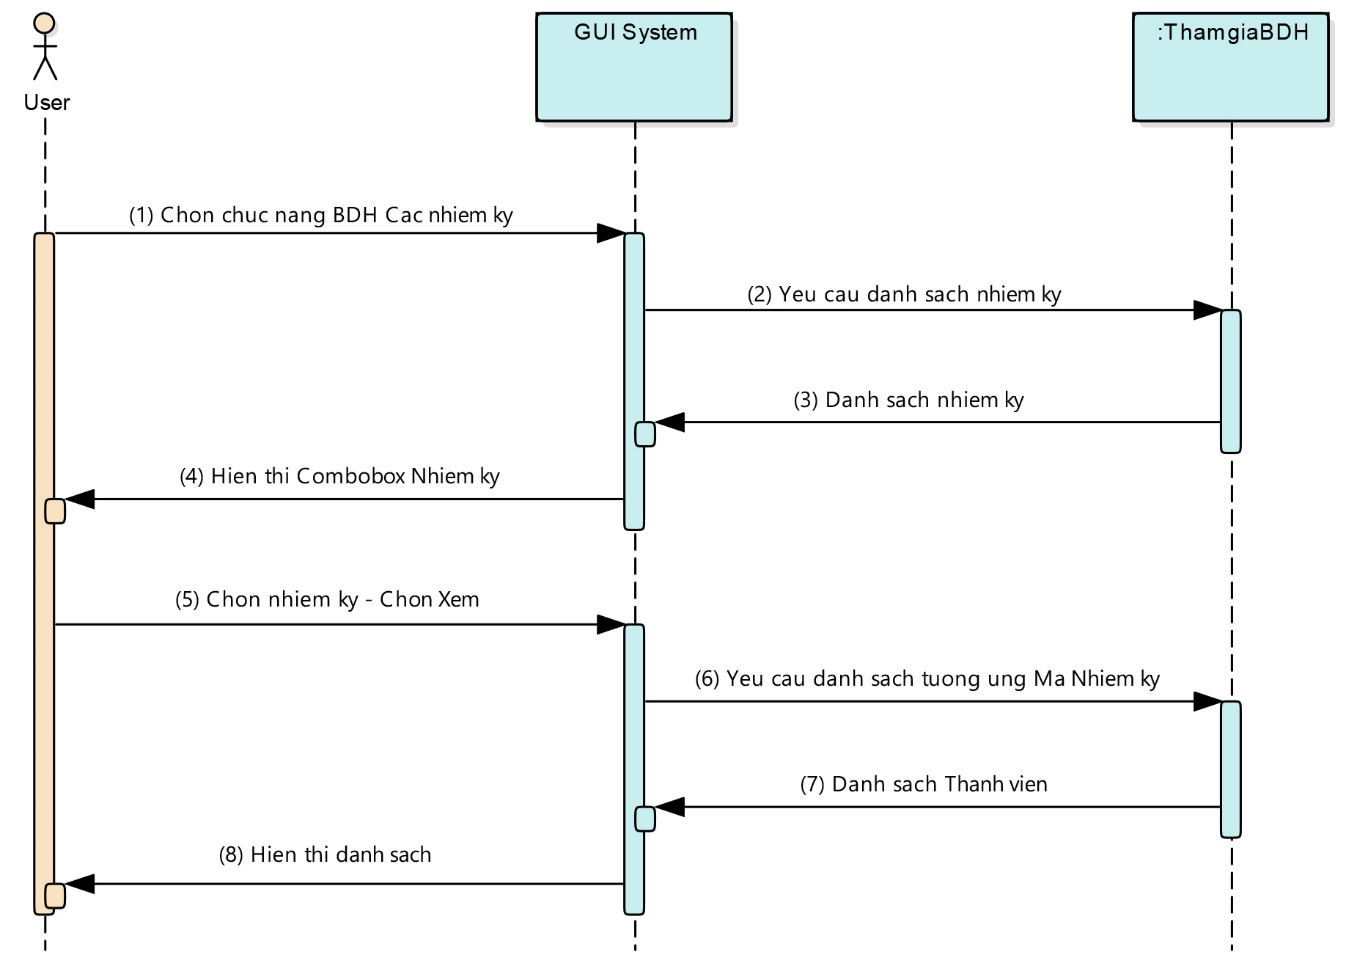 GUI System
:ThamgiaBDH
User
(1) Chon chuc nang BDH Cac nhiem ky
(2) Yeu cau danh sach nhiem ky
(3) Danh sach nhiem ky
(4) Hien thi Combobox Nhiem ky
(5) Chon nhiem ky - Chon Xem
(6) Yeu cau danh sach tuong ung Ma Nhiem ky
(7) Danh sach Thanh vien
(8) Hien thi danh sach